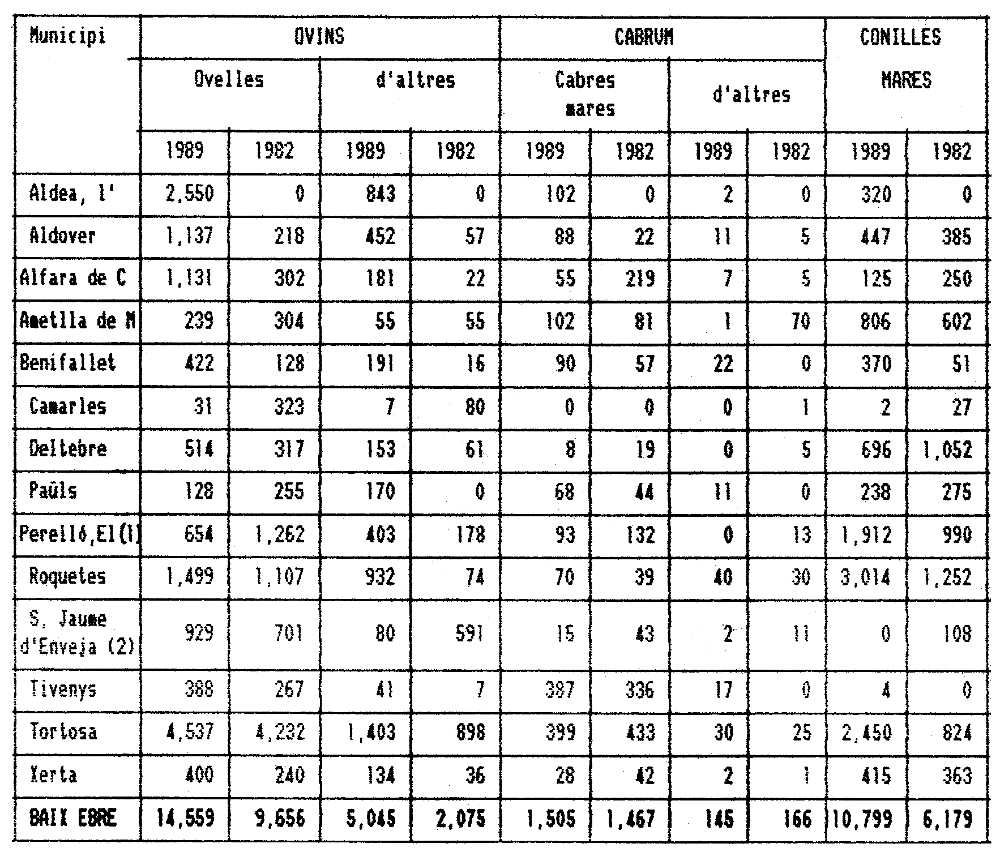 Municipi OVINS CABRUM CONILLES
Ovelles d'altres Cabres d'altres MARES
mares
1989 1982 1989 1982 1989 1982 1989 1982 1989 1982
Aldea, l' 2,550 0 843 0 102 0 2 0 320 0
Aldover 1,137 218 452 57 88 22 11 5 447 385
Alfara de C 1,131 302 181 22 55 219 7 5 125 250
Ametlla de M 239 304 55 55 102 81 1 70 806 602
Benifallet 422 128 191 16 90 57 22 0 370 51
Camarles 31 323 7 80 0 0 0 1 2 27
Deltebre 514 317 153 61 8 19 0 5 696 1,052
Paüls 128 255 170 0 68 44 11 0 238 275
Perelló,El(1) 654 1,262 403 178 93 132 0 13 1,912 990
Roquetes 1,499 1,107 932 74 70 39 40 30 3,014 1,252
S. Jaume
d'Enveja (2) 929 701 80 591 15 43 2 11 0 108
Tivenys 388 267 41 7 387 336 17 0 4 0
Tortosa 4,537 4,232 1,403 898 399 433 30 25 2,450 824
Xerta 400 240 134 36 28 42 2 1 415 363
BAIX EBRE 14,559 9,656 5,045 2,075 1,505 1,467 145 166 10,799 6,179